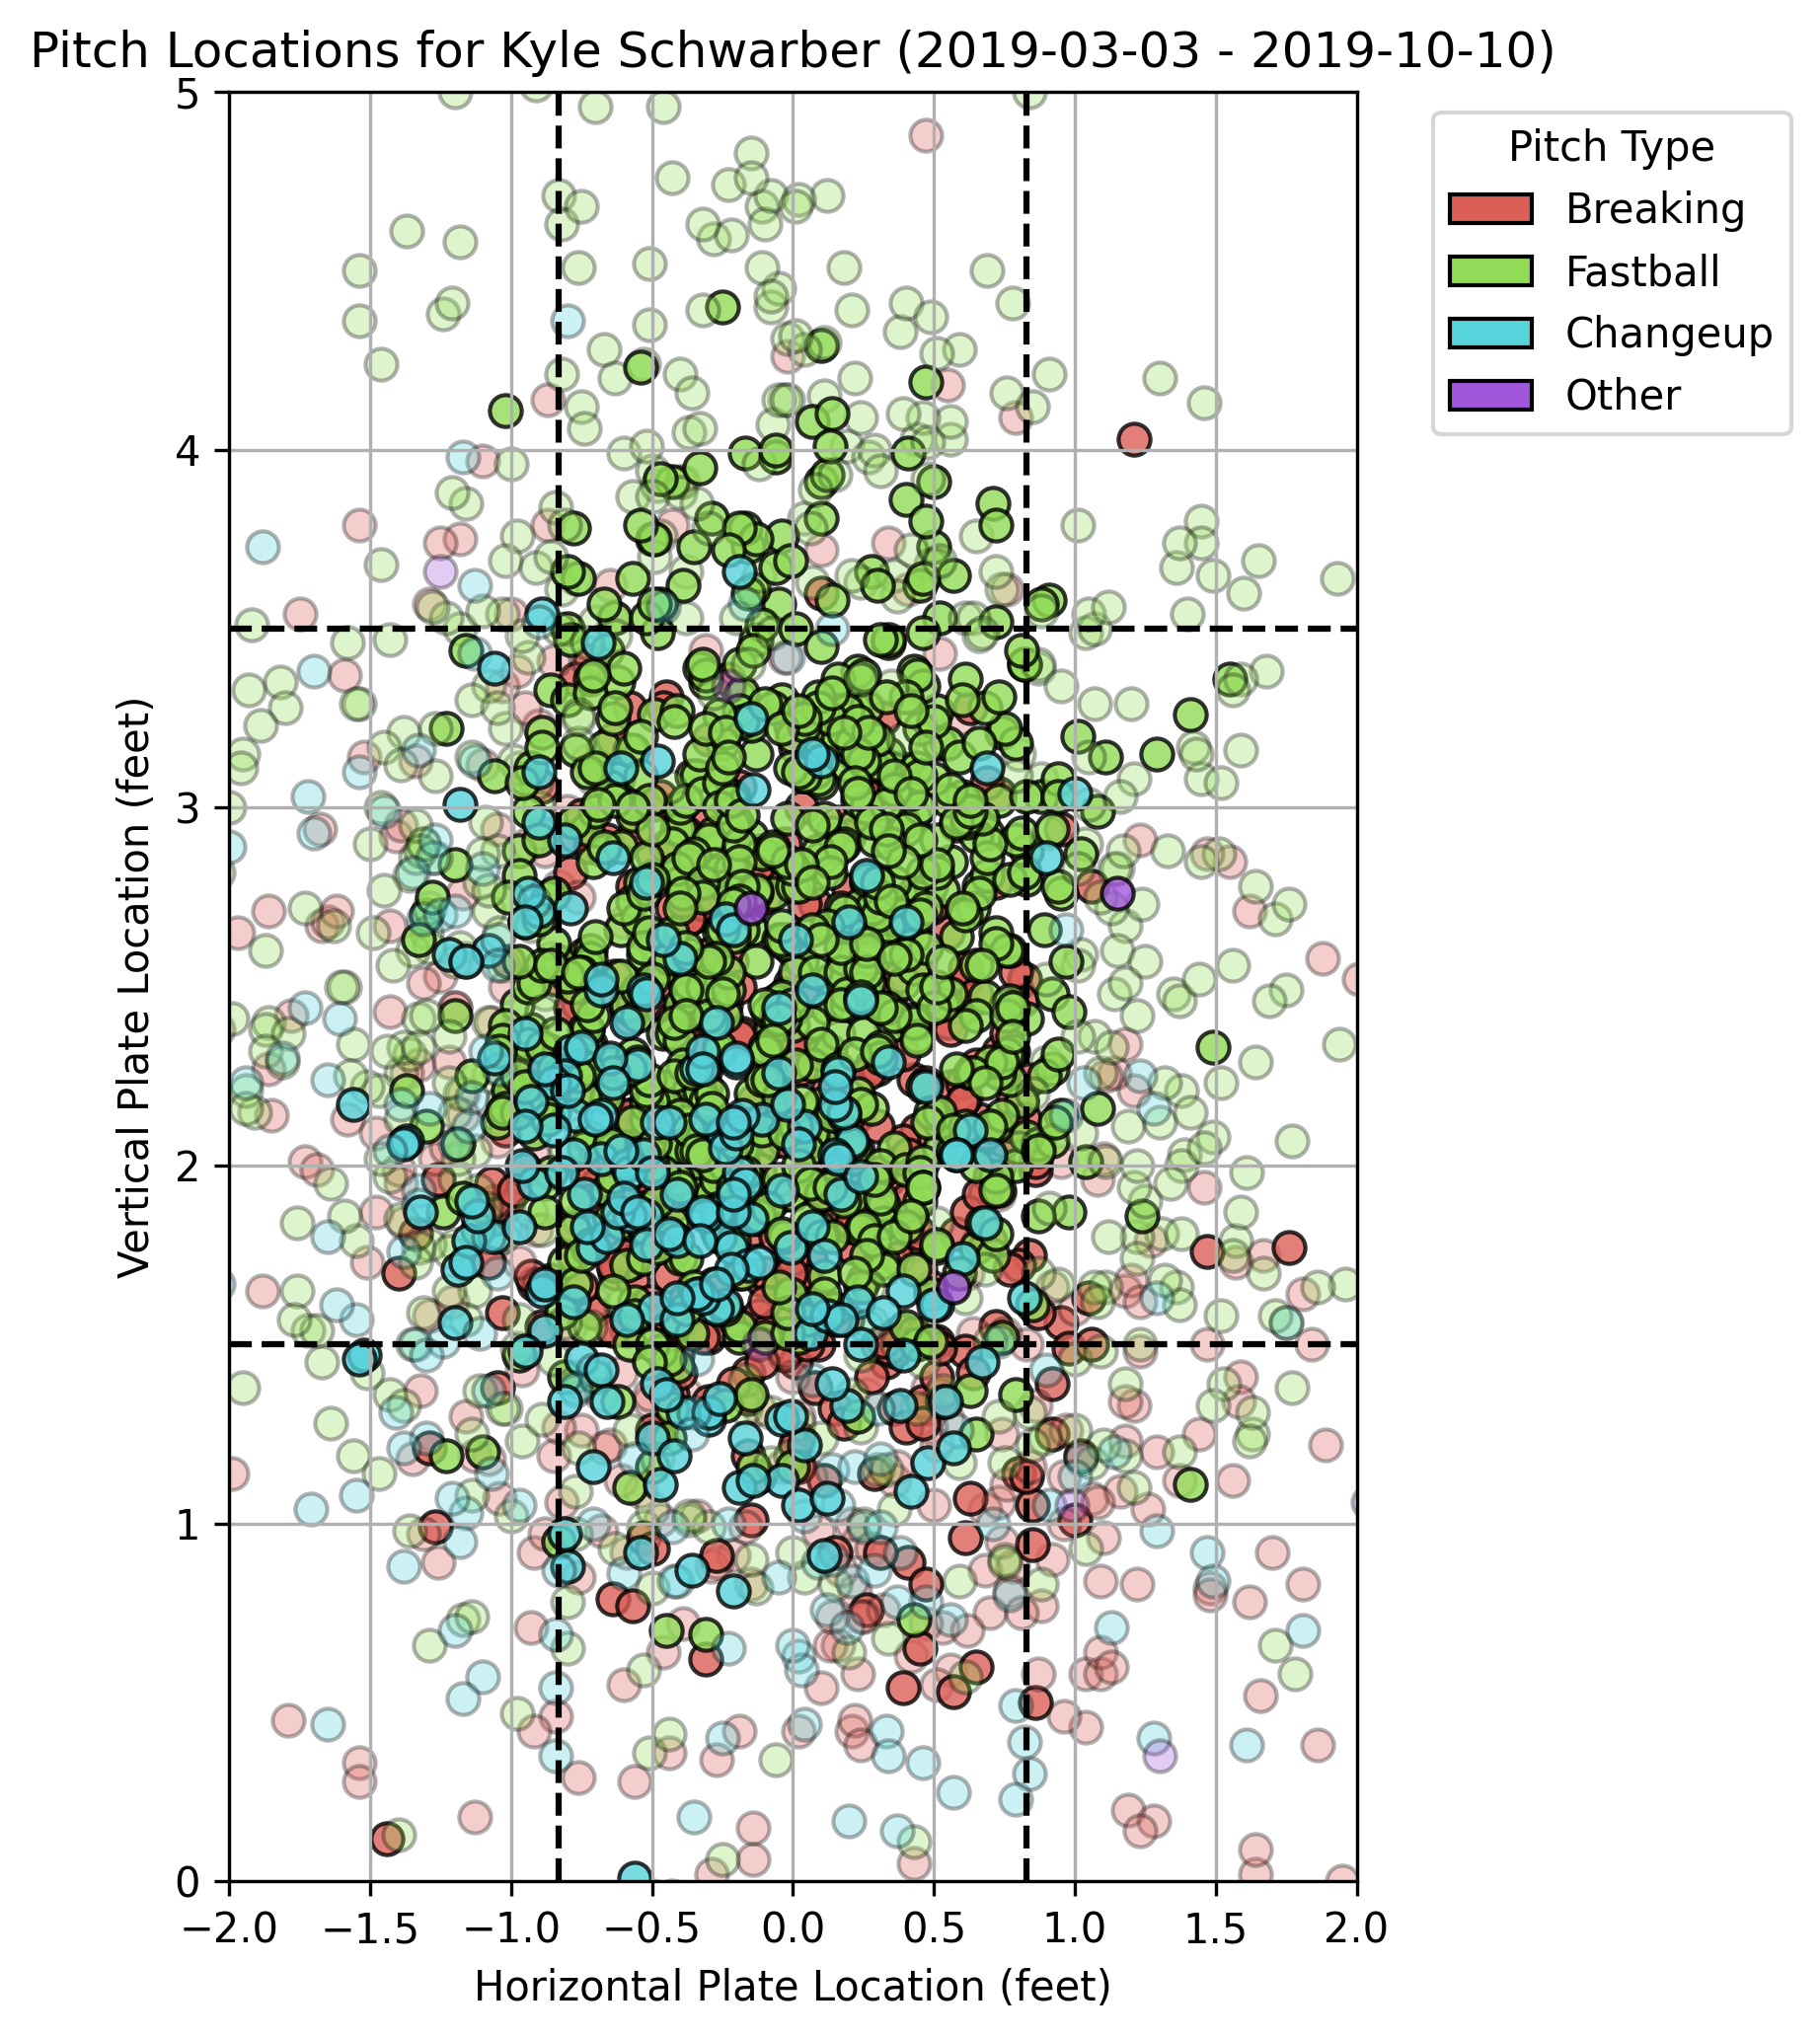 Pitch Locations for Kyle Schwarber (2019-03-03 - 2019-10-10)
Pitch Type
Breaking
Fastball
Changeup
Other
Vertical Plate Location (feet)
5
4
3
2
1
0
−2.0 −1.5 −1.0 −0.5 0.0 0.5 1.0 1.5 2.0
Horizontal Plate Location (feet)